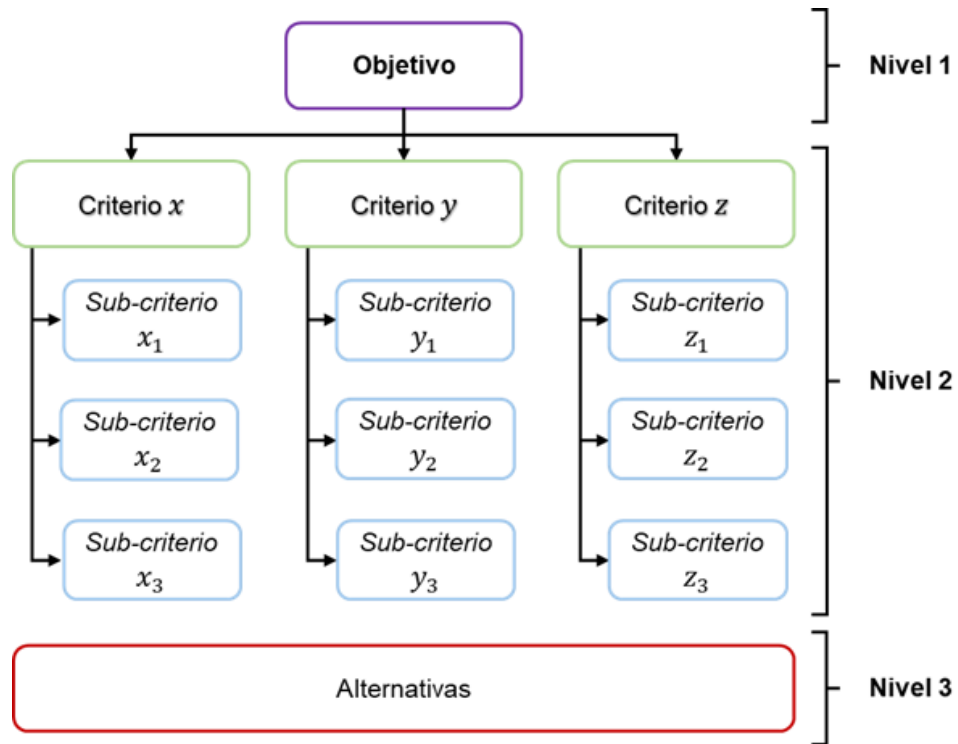 Objetivo
Nivel 1
Criterio x
Criterio y
Criterio z
Sub-criterio
x₁
Sub-criterio
y₁
Sub-criterio
z₁
Nivel 2
Sub-criterio
x₂
Sub-criterio
y₂
Sub-criterio
z₂
Sub-criterio
x₃
Sub-criterio
y₃
Sub-criterio
z₃
Alternativas
Nivel 3